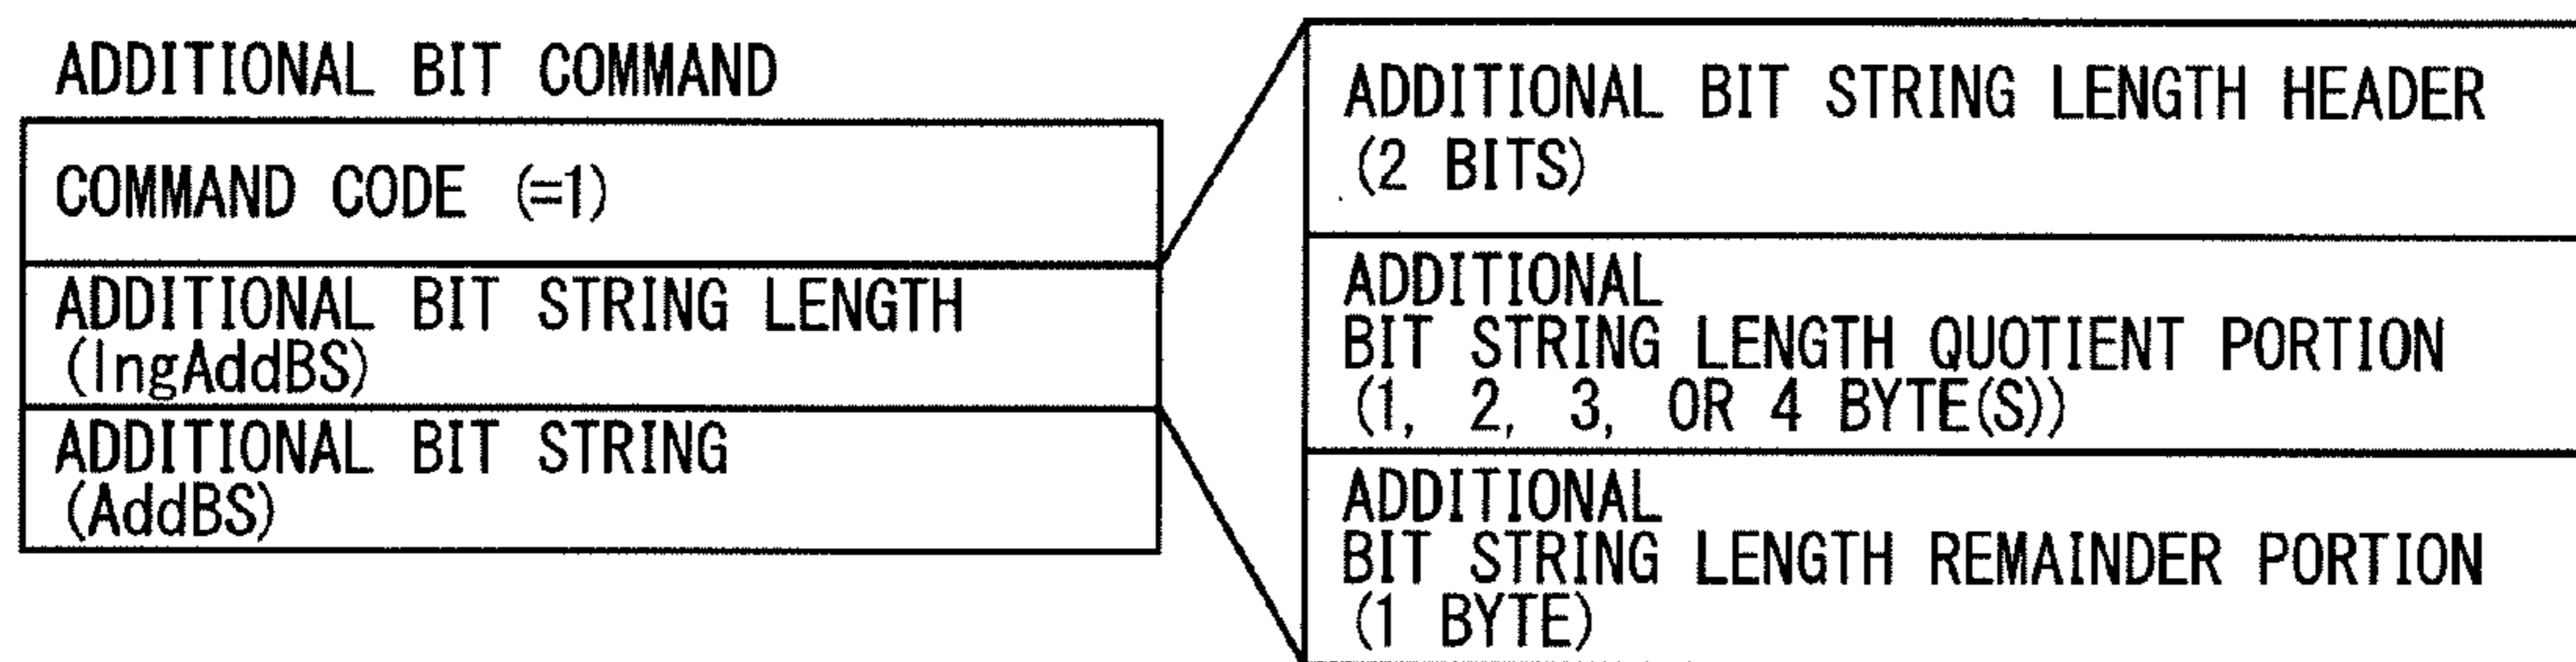 ADDITIONAL BIT COMMAND
COMMAND CODE (=1)
ADDITIONAL BIT STRING LENGTH
(lngAddBS)
ADDITIONAL BIT STRING
(AddBS)
ADDITIONAL BIT STRING LENGTH HEADER
(2 BITS)
ADDITIONAL
BIT STRING LENGTH QUOTIENT PORTION
(1, 2, 3, OR 4 BYTE(S))
ADDITIONAL
BIT STRING LENGTH REMAINDER PORTION
(1 BYTE)